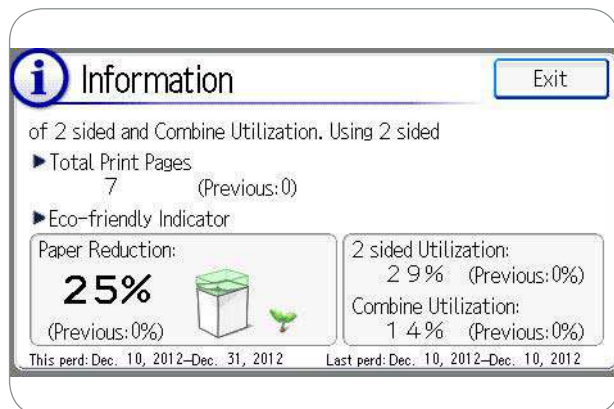 i Information
Exit
of 2 sided and Combine Utilization. Using 2 sided
▶Total Print Pages
7 (Previous:0)
▶Eco-friendly Indicator
Paper Reduction:
25%
(Previous:0%)
2 sided Utilization:
29% (Previous:0%)
Combine Utilization:
14% (Previous:0%)
This perd: Dec. 10, 2012–Dec. 31, 2012
Last perd: Dec. 10, 2012–Dec. 10, 2012